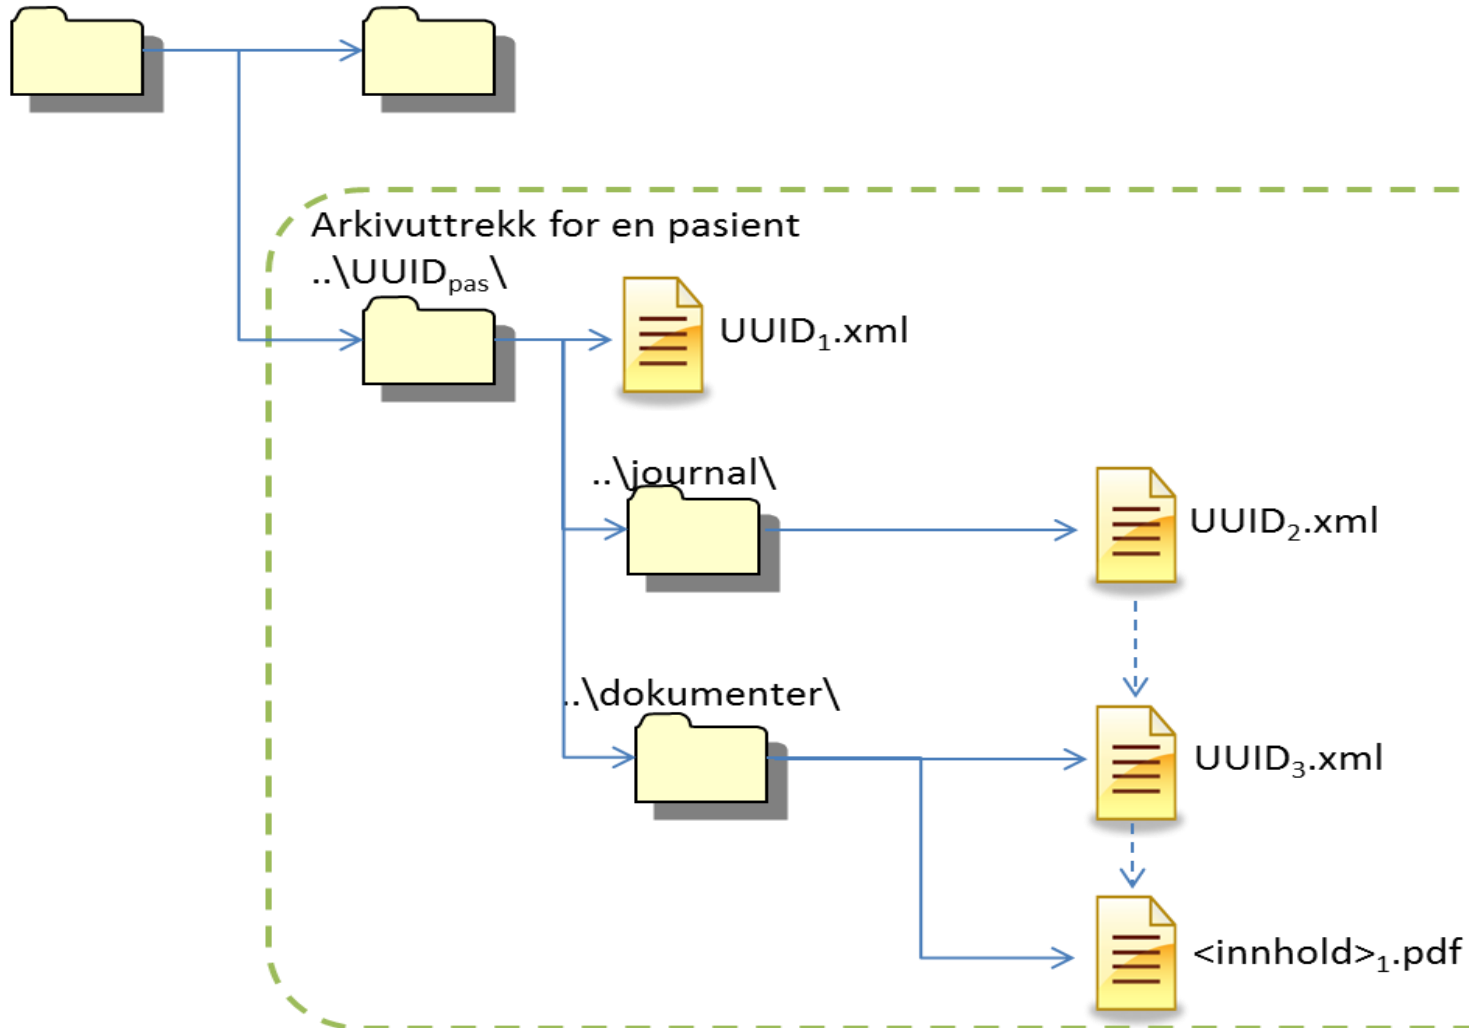 Arkivuttrekk for en pasient
..\UUIDpas\
UUID1.xml
..\journal\
UUID2.xml
..\dokumenter\
UUID3.xml
<innhold>1.pdf